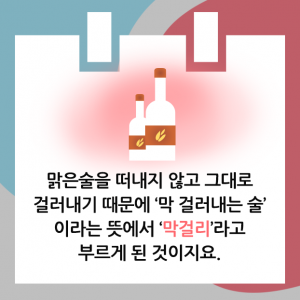 맑은술을 떠내지 않고 그대로
걸러내기 때문에 ‘막 걸러내는 술’
이라는 뜻에서 ‘막걸리’라고
부르게 된 것이지요.